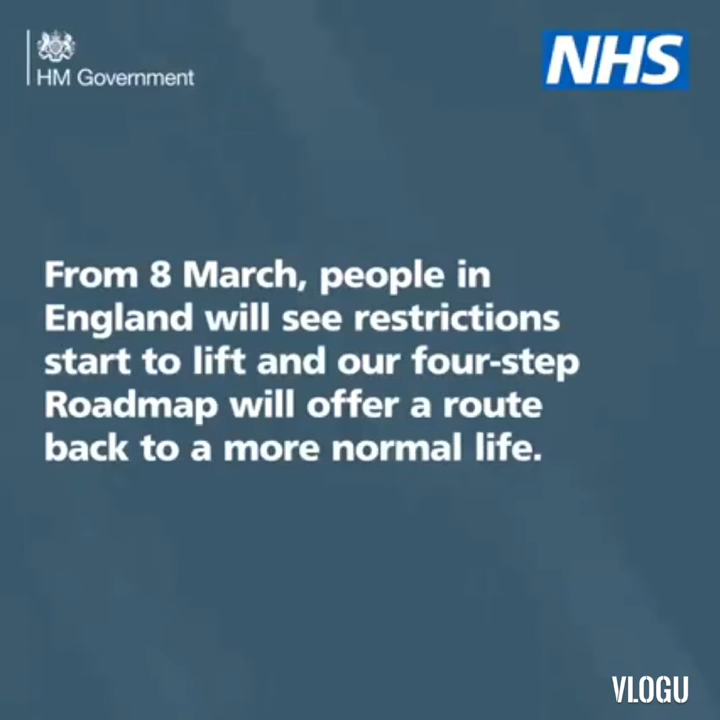 HM Government
NHS
From 8 March, people in
England will see restrictions
start to lift and our four-step
Roadmap will offer a route
back to a more normal life.
VLOGU